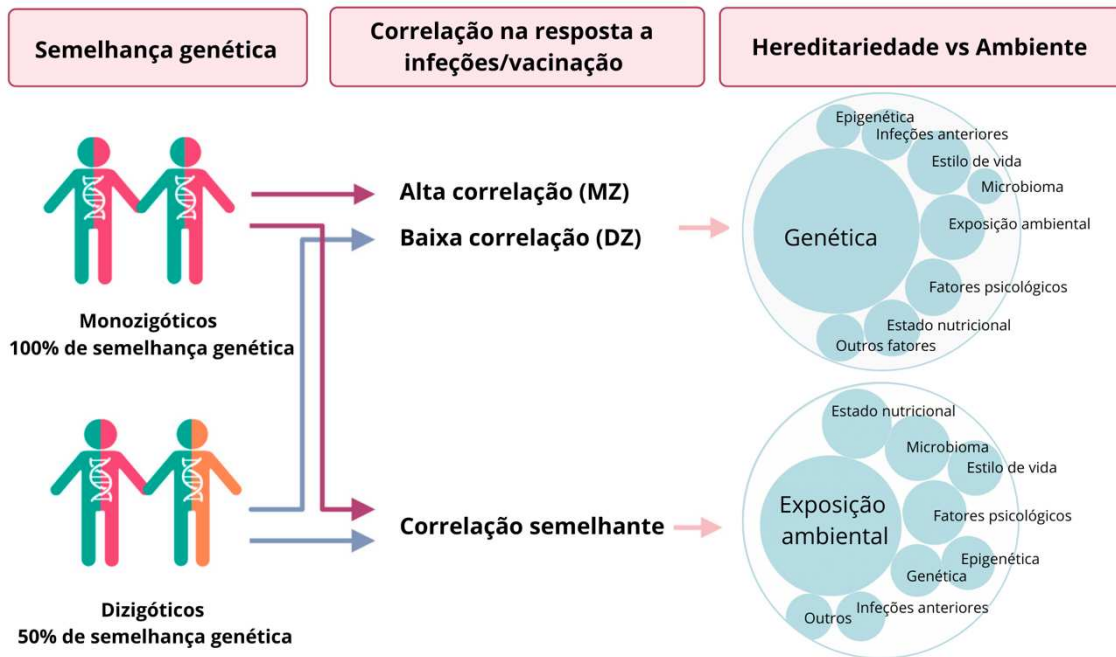 Semelhança genética
Correlação na resposta a
infeções/vacinação
Hereditariedade vs Ambiente
Monozigóticos
100% de semelhança genética
Dizigóticos
50% de semelhança genética
Alta correlação (MZ)
Baixa correlação (DZ)
Correlação semelhante
Epigenética
Infeções anteriores
Estilo de vida
Microbioma
Genética
Exposição ambiental
Fatores psicológicos
Estado nutricional
Outros fatores
Estado nutricional
Microbioma
Estilo de vida
Exposição
ambiental
Fatores psicológicos
Epigenética
Genética
Infeções anteriores
Outros